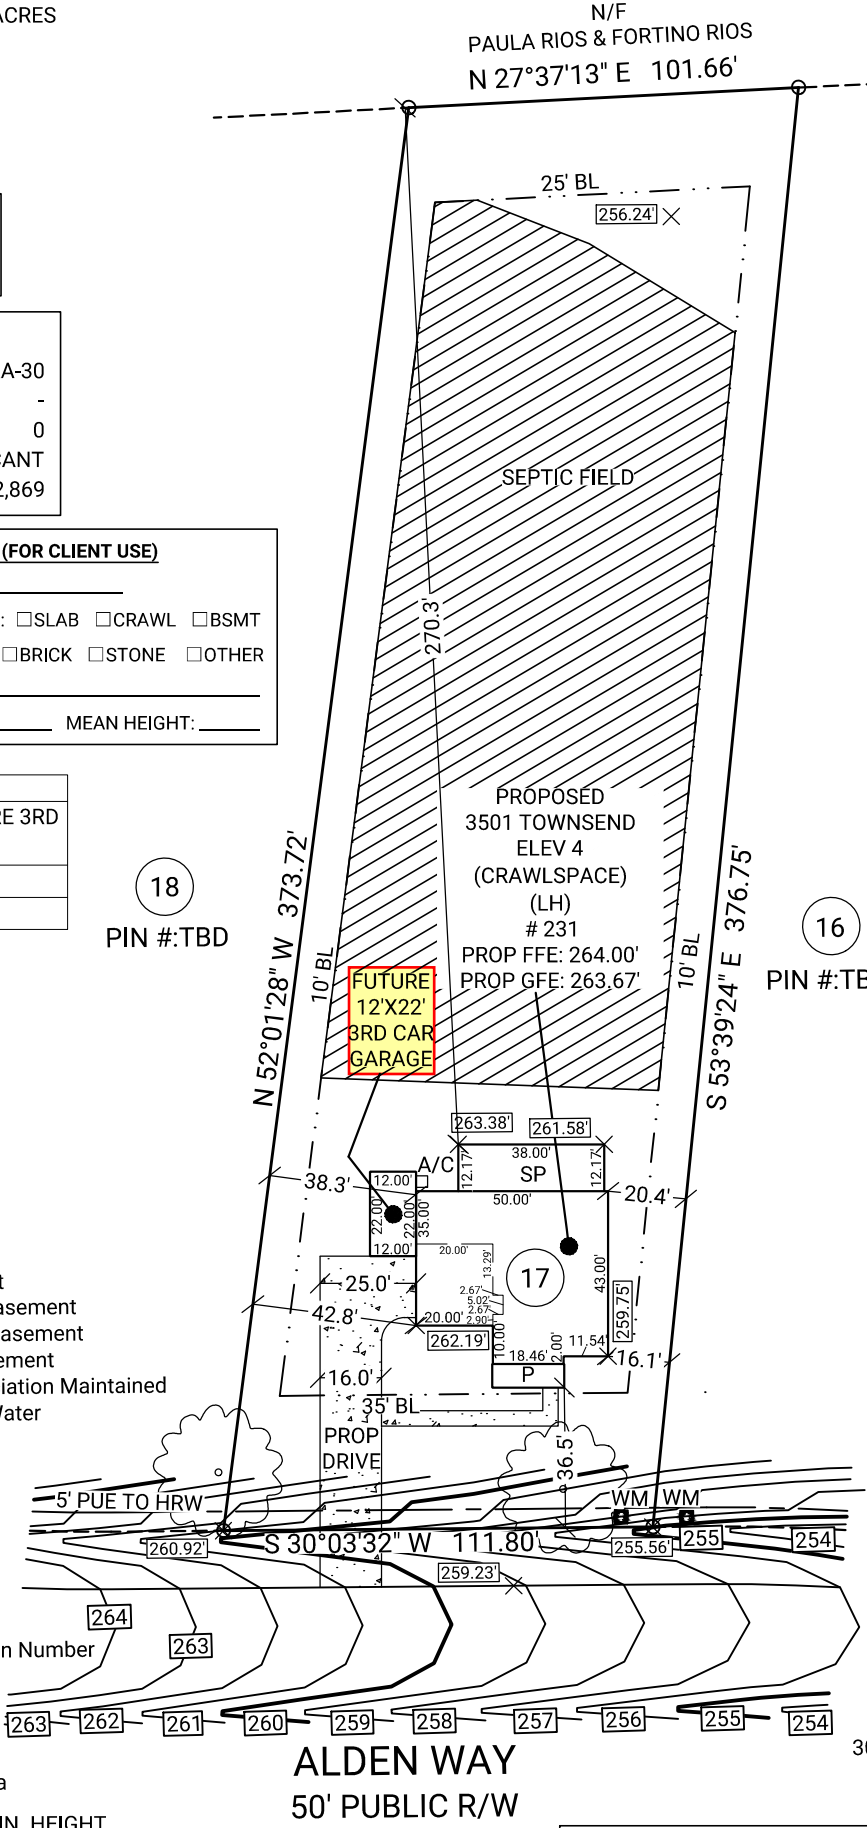 ACRES
N/F
PAULA RIOS & FORTINO RIOS
N 27°37'13" E 101.66'
25' BL
256.24'
A-30
-
0
CANT
2,869
SEPTIC FIELD
(FOR CLIENT USE)
: □SLAB □CRAWL □BSMT
□BRICK □STONE □OTHER
MEAN HEIGHT:
270.3'
E 3RD
PROPOSED
3501 TOWNSEND
ELEV 4
(CRAWLSPACE)
(LH)
# 231
PROP FFE: 264.00'
PROP GFE: 263.67'
18
PIN #:TBD
16
PIN #:TB
N 52°01'28" W 373.72'
S 53°39'24" E 376.75'
10' BL
10' BL
FUTURE
12'X22'
3RD CAR
GARAGE
263.38'
261.58'
38.00'
12.17'
SP
12.17'
A/C
38.3'
12.00'
50.00'
20.4'
22.00'
22.00'
35.00'
12.00'
20.00'
13.29'
17
43.00'
25.0'
2.67'
5.02'
2.67'
2.90'
42.8'
20.00'
262.19'
10.00'
259.75'
18.46'
2.00'
11.54'
16.1'
16.0'
P
35' BL
PROP
DRIVE
36.5'
t
asement
asement
ement
iation Maintained
Water
5' PUE TO HRW
WM WM
260.92'
S 30°03'32" W 111.80'
255.56'
255
254
259.23'
264
263
n Number
263
262
261
260
259
258
257
256
255
254
ALDEN WAY
50' PUBLIC R/W
30
a
IN. HEIGHT